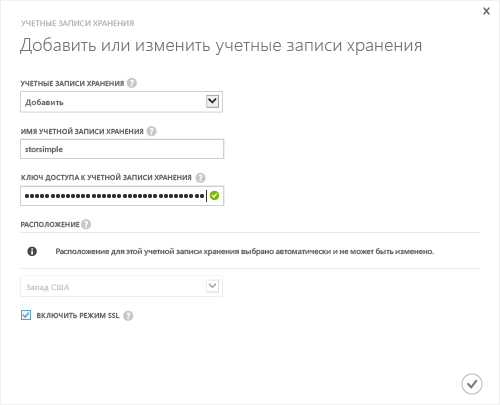 УЧЕТНЫЕ ЗАПИСИ ХРАНЕНИЯ
Добавить или изменить учетные записи хранения
УЧЕТНЫЕ ЗАПИСИ ХРАНЕНИЯ ?
Добавить
ИМЯ УЧЕТНОЙ ЗАПИСИ ХРАНЕНИЯ ?
storsimple
КЛЮЧ ДОСТУПА К УЧЕТНОЙ ЗАПИСИ ХРАНЕНИЯ ?
РАСПОЛОЖЕНИЕ ?
Расположение для этой учетной записи хранения выбрано автоматически и не может быть изменено.
Запад США
ВКЛЮЧИТЬ РЕЖИМ SSL ?